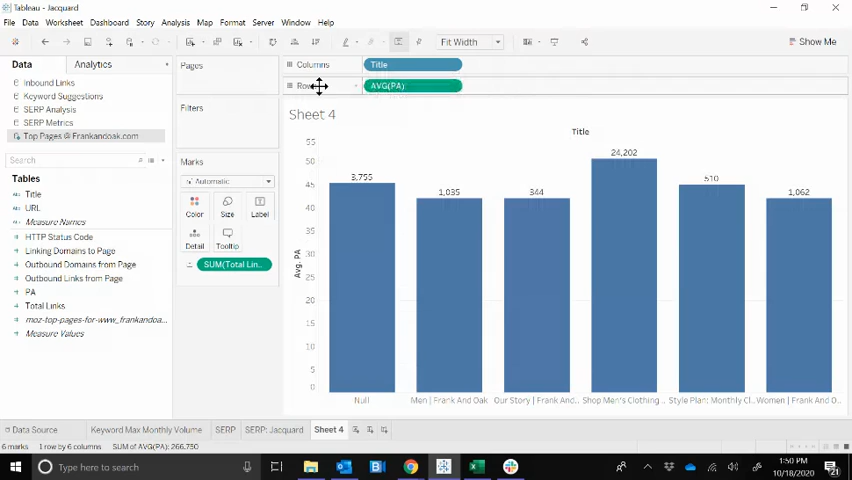 Tableau - Jacquard
File Data Worksheet Dashboard Story Analysis Map Format Server Window Help
Fit Width
Show Me
Data Analytics
Pages
Columns Title
Inbound Links
Keyword Suggestions
SERP Analysis
SERP Metrics
Top Pages @ Frankandoak.com
Row AVG(PA)
Filters
Sheet 4
Title
Search
Tables
Title
URL
Measure Names
HTTP Status Code
Linking Domains to Page
Outbound Domains from Page
Outbound Links from Page
PA
Total Links
moz-top-pages-for-www_frankandoa...
Measure Values
Marks
Automatic
Color Size Label
Detail Tooltip
SUM(Total Lin..
Avg. PA
55
50
45
40
35
30
25
20
15
10
5
0
3,755 1,035 344 24,202 510 1,062
Null Men | Frank And Oak Our Story | Frank And.. Shop Men's Clothing .. Style Plan: Monthly Cl.. Women | Frank And O..
Data Source Keyword Max Monthly Volume SERP SERP: Jacquard Sheet 4
6 marks 1 row by 6 columns SUM of AVG(PA): 266.750
Type here to search
1:50 PM
10/18/2020
21